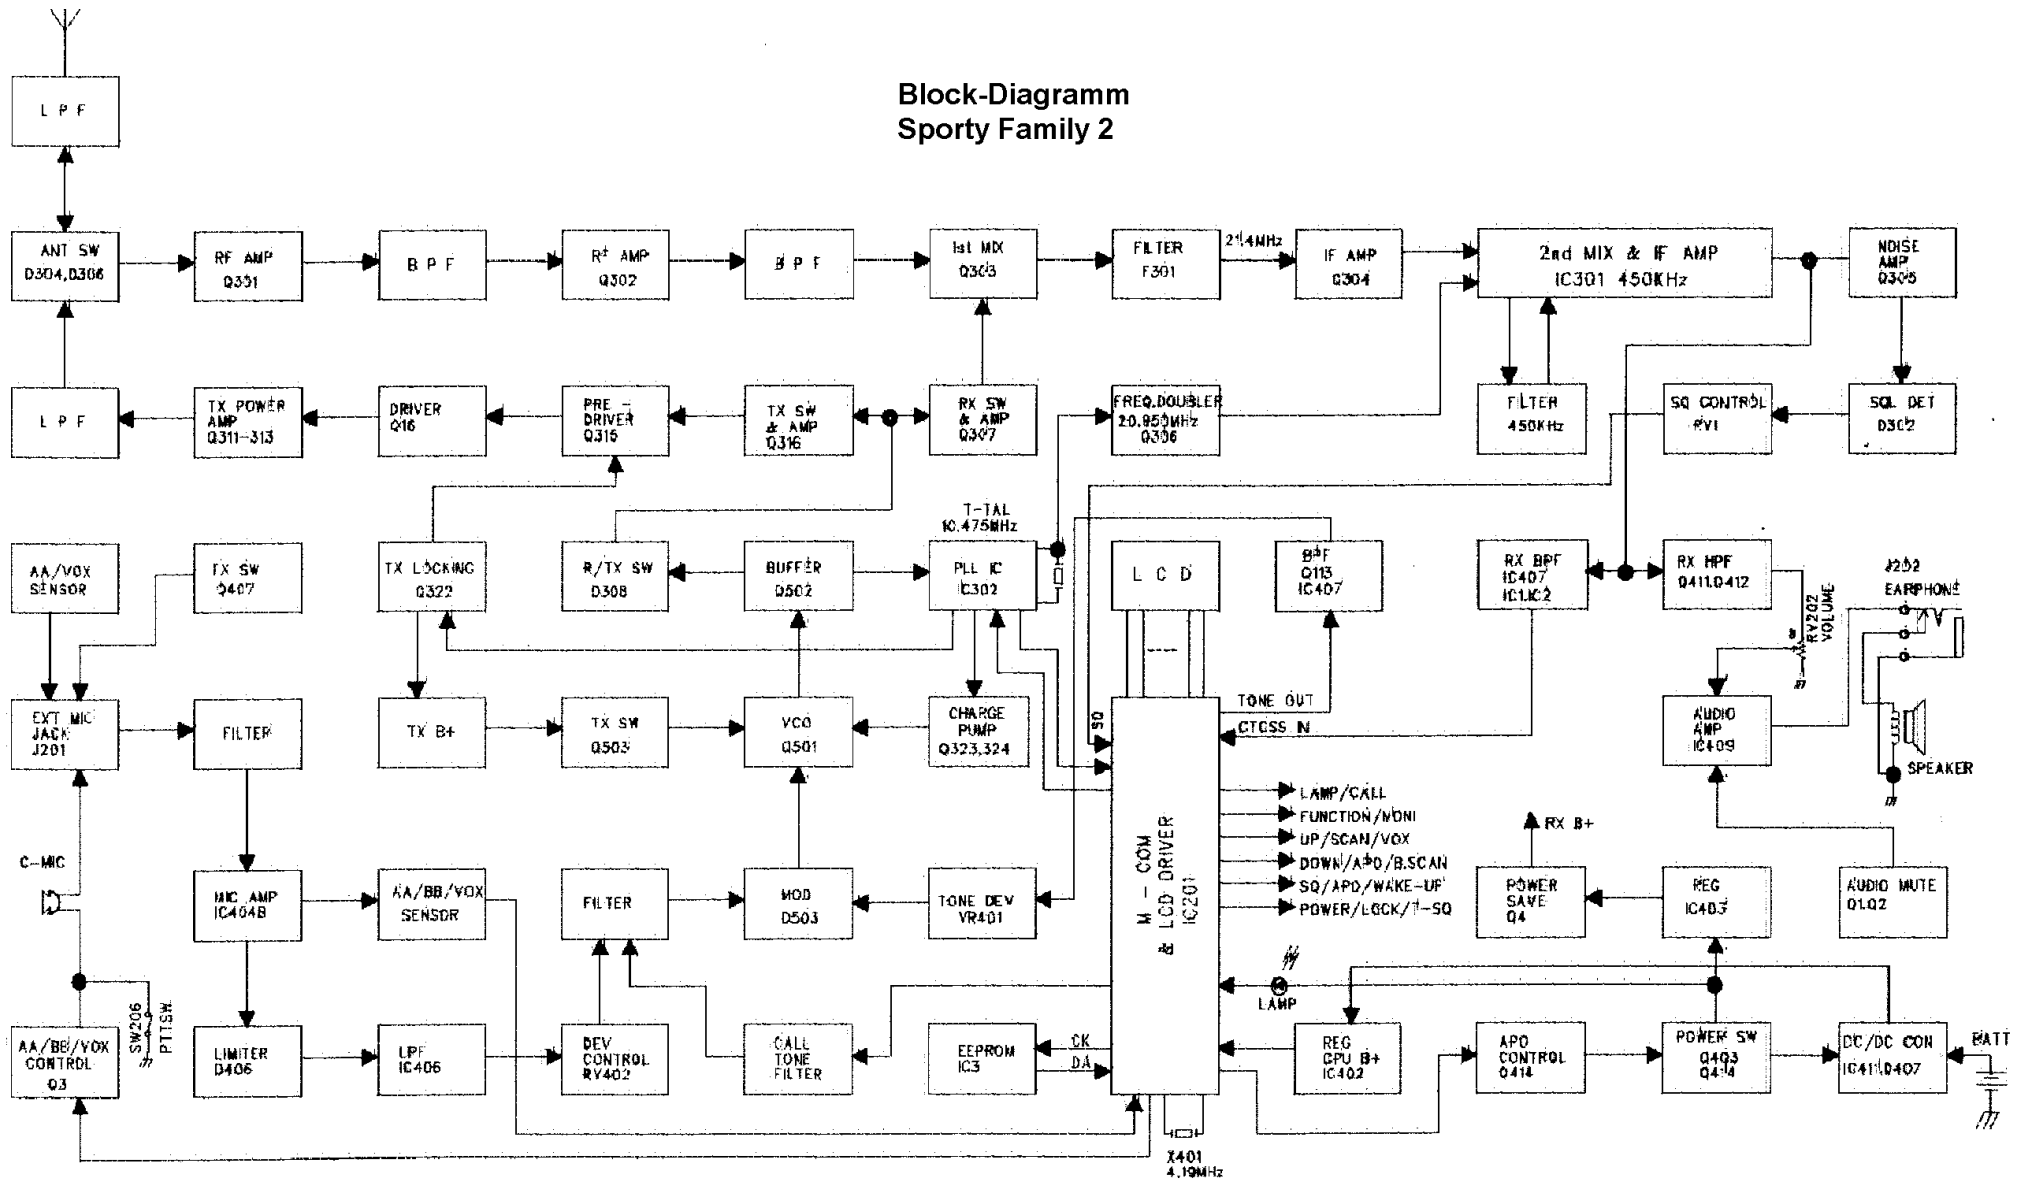 Block-Diagramm
Sporty Family 2
L P F
ANT SW
D304,D306
RF AMP
Q301
B P F
RF AMP
Q302
B P F
1st MIX
Q303
FILTER
F301
21.4MHz
IF AMP
Q304
2nd MIX & IF AMP
IC301 450KHz
NOISE
AMP
Q305
L P F
TX POWER
AMP
Q311-313
DRIVER
Q16
PRE -
DRIVER
Q315
TX SW
& AMP
Q316
RX SW
& AMP
Q307
FREQ.DOUBLER
20.950MHz
Q306
FILTER
450KHz
SQ CONTROL
RV1
SQL DET
D302
AA/VOX
SENSOR
TX SW
Q407
TX LOCKING
Q322
R/TX SW
D308
BUFFER
Q502
T-TAL
10.475MHz
PLL IC
IC302
L C D
BPF
Q113
IC407
RX BPF
IC407
IC1.IC2
RX HPF
Q411.Q412
RV202
VOLUME
J202
EARPHONE
EXT MIC
JACK
J201
FILTER
TX B+
TX SW
Q503
VCO
Q501
CHARGE
PUMP
Q323,324
SQ
TONE OUT
CTCSS IN
AUDIO
AMP
IC409
SPEAKER
M - COM
& LCD DRIVER
IC201
LAMP/CALL
FUNCTION/MONI
UP/SCAN/VOX
DOWN/APO/B.SCAN
SQ/APO/WAKE-UP
POWER/LOCK/T-SQ
RX B+
C-MIC
MIC AMP
IC404B
AA/BB/VOX
SENSOR
FILTER
MOD
D503
TONE DEV
VR401
POWER
SAVE
Q4
REG
IC403
AUDIO MUTE
Q1.Q2
LAMP
SW206
PTTSW
AA/BB/VOX
CONTROL
Q3
LIMITER
D406
LPF
IC406
DEV
CONTROL
RV402
CALL
TONE
FILTER
EEPROM
IC3
CK
DA
REG
CPU B+
IC402
APO
CONTROL
Q414
POWER SW
Q403
Q414
DC/DC CON
IC411.D407
BATT
X401
4.19MHz